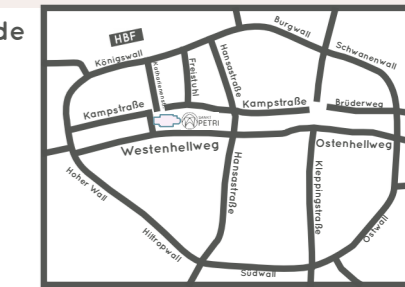 de
HBF
Burgwall
Königswall
Schwanenwall
Hansastraße
Freistuhl
Katharinenstr.
Kampstraße
Kampstraße
Brüderweg
PETRI
Westenhellweg
Ostenhellweg
Hoher Wall
Hansastraße
Kleppingstraße
Hiltropwall
Ostwall
Südwall